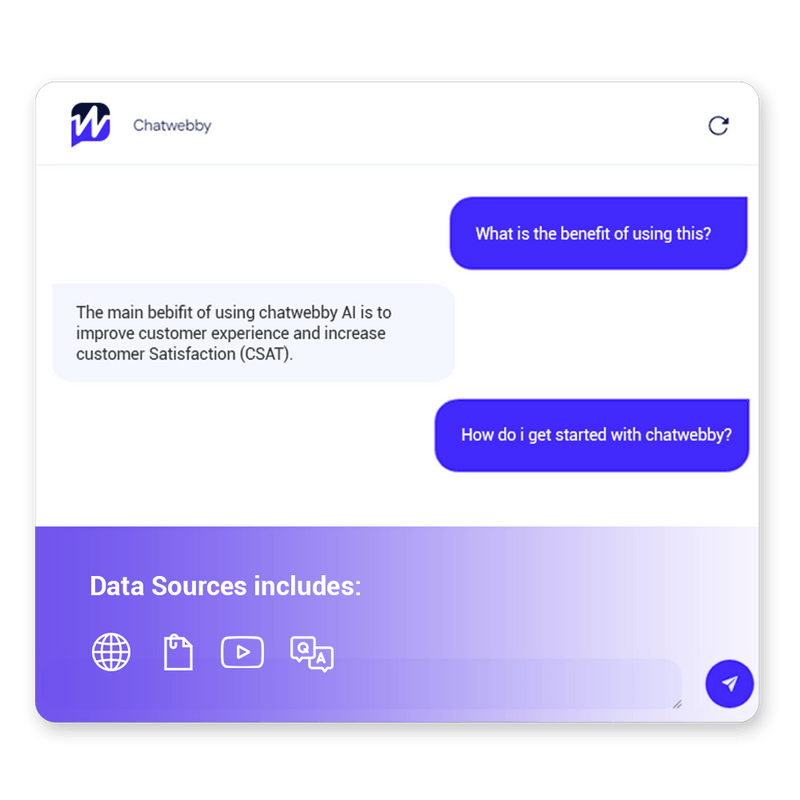 Chatwebby
What is the benefit of using this?
The main bebifit of using chatwebby AI is to
improve customer experience and increase
customer Satisfaction (CSAT).
How do i get started with chatwebby?
Data Sources includes:
Q
A